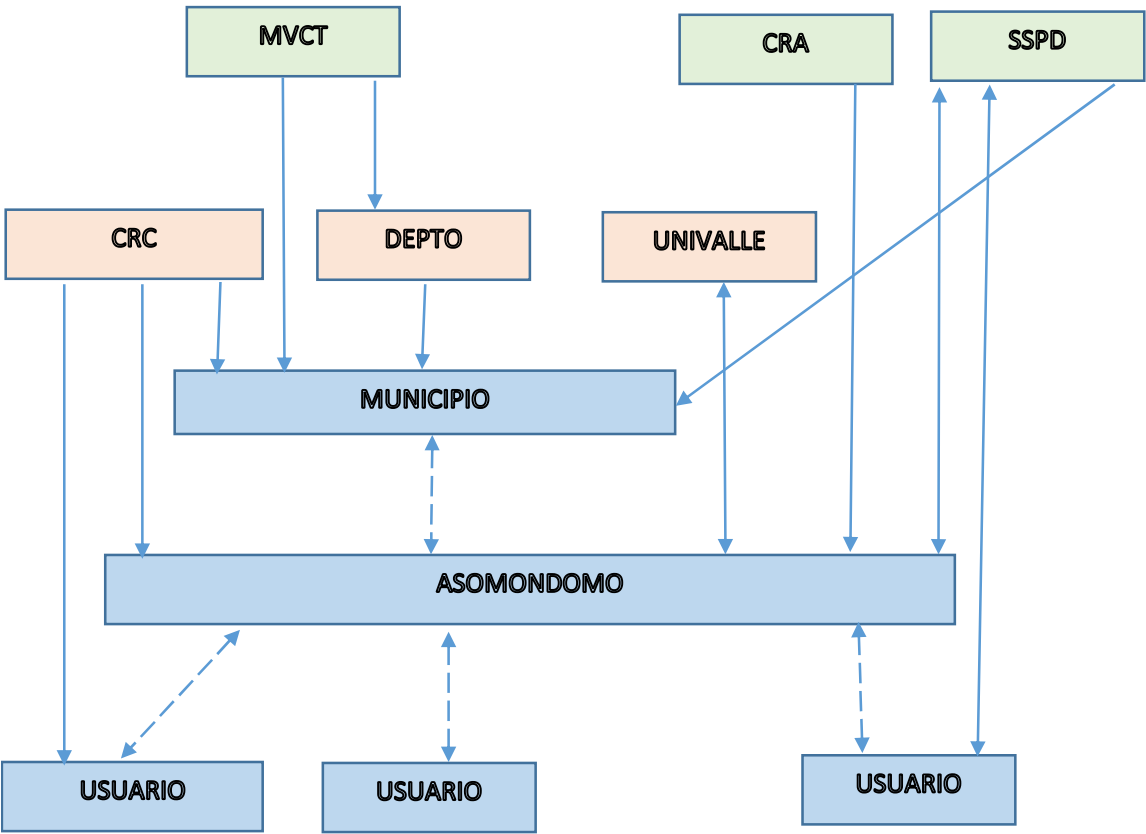 MVCT
CRA
SSPD
CRC
DEPTO
UNIVALLE
MUNICIPIO
ASOMONDOMO
USUARIO
USUARIO
USUARIO